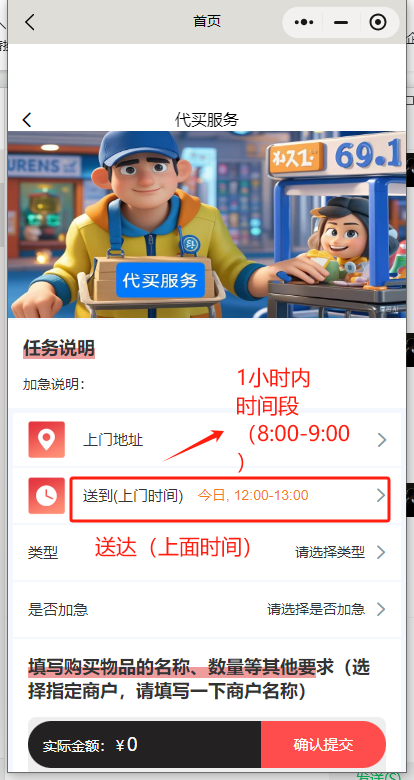 首页
代买服务
69.1
代买服务
任务说明
加急说明：
1小时内
时间段
（8:00-9:00
）
上门地址
送到(上门时间) 今日, 12:00-13:00
送达（上面时间）
类型 请选择类型
是否加急 请选择是否加急
填写购买物品的名称、数量等其他要求（选
择指定商户，请填写一下商户名称）
实际金额：￥0 确认提交
发送(S)